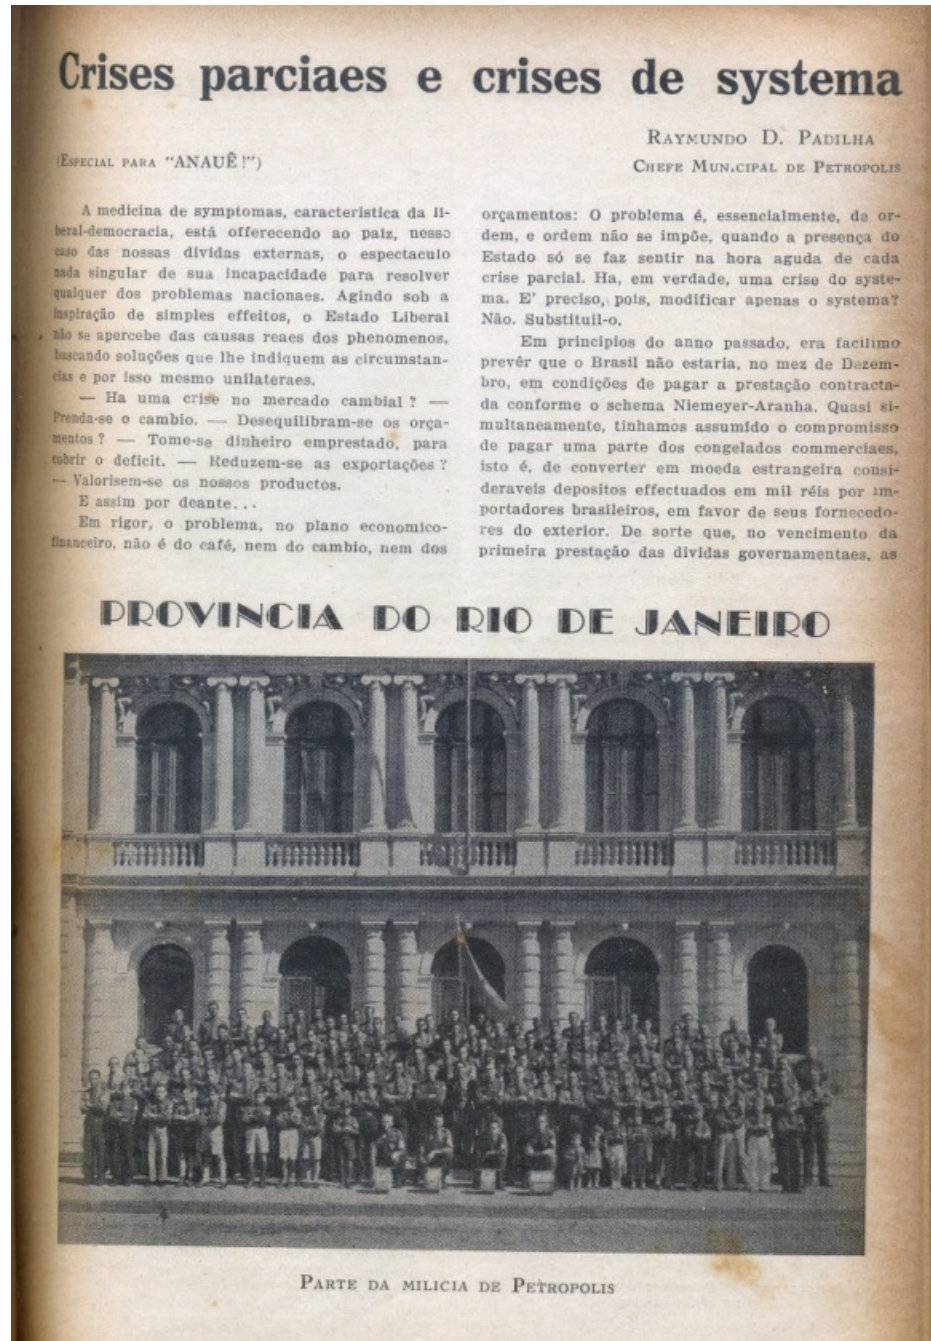 Crises parciaes e crises de systema
RAYMUNDO D. PADILHA
(ESPECIAL PARA "ANAUÊ!")
CHEFE MUNICIPAL DE PETROPOLIS
A medicina de symptomas, caracteristica da li-
beral-democracia, está offerecendo ao paiz, nesso
caso das nossas dividas externas, o espectaculo
nada singular de sua incapacidade para resolver
qualquer dos problemas nacionaes. Agindo sob a
inspiração de simples effeitos, o Estado Liberal
não se apercebe das causas reaes dos phenomenos,
buscando soluções que lhe indiquem as circumstan-
cias e por isso mesmo unilateraes.
— Ha uma crise no mercado cambial? —
Prenda-se o cambio. — Desequilibram-se os orça-
mentos? — Tome-se dinheiro emprestado, para
cobrir o deficit. — Reduzem-se as exportações?
— Valorisem-se os nossos productos.
E assim por deante...
Em rigor, o problema, no plano economico-
financeiro, não é do café, nem do cambio, nem dos
orçamentos: O problema é, essencialmente, de or-
dem, e ordem não se impõe, quando a presença do
Estado só se faz sentir na hora aguda de cada
crise parcial. Ha, em verdade, uma crise do syste-
ma. E' preciso, pois, modificar apenas o systema?
Não. Substituil-o.
Em principios do anno passado, era facilimo
prevêr que o Brasil não estaria, no mez de Dezem-
bro, em condições de pagar a prestação contracta-
da conforme o schema Niemeyer-Aranha. Quasi si-
multaneamente, tinhamos assumido o compromisso
de pagar uma parte dos congelados commerciaes,
isto é, de converter em moeda estrangeira consi-
deraveis depositos effectuados em mil réis por im-
portadores brasileiros, em favor de seus fornecedo-
res do exterior. De sorte que, no vencimento da
primeira prestação das dividas governamentaes, as
PROVINCIA DO RIO DE JANEIRO
PARTE DA MILICIA DE PETROPOLIS